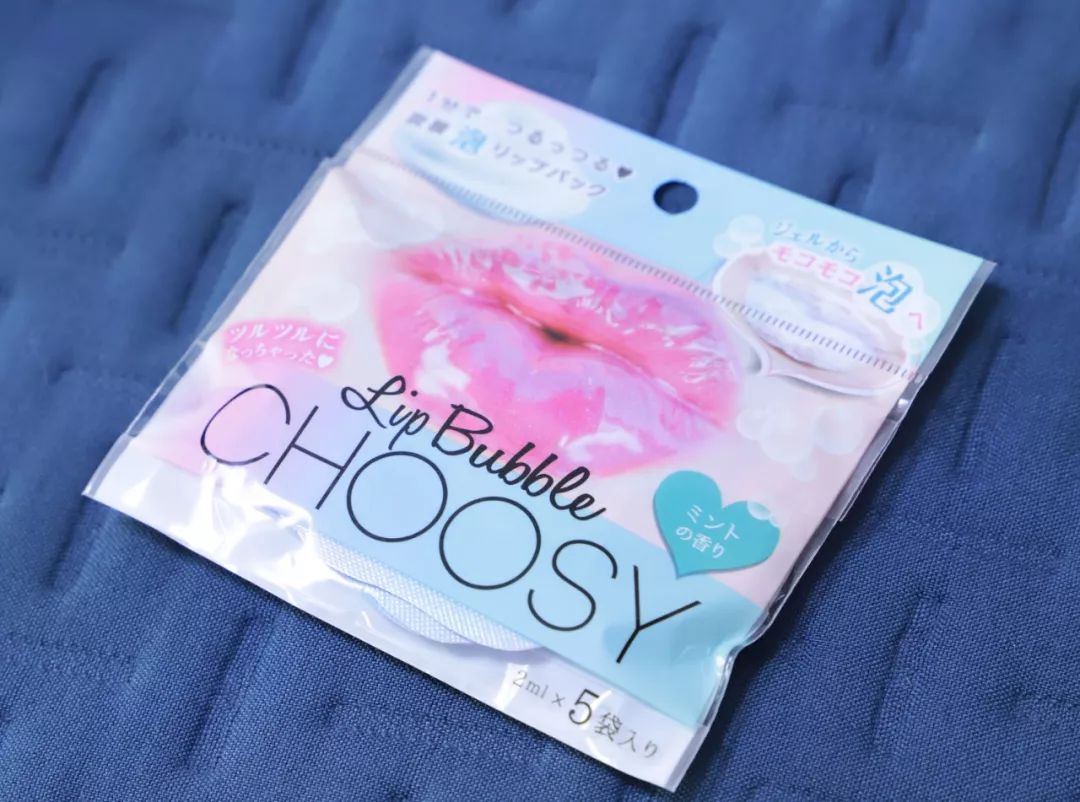 1分で つるっつる♥
炭酸泡リップパック
ジェルから
モコモコ泡へ
ツルツルに
なっちゃった♥
Lip Bubble
CHOOSY
ミント
の香り
2ml×5袋入り